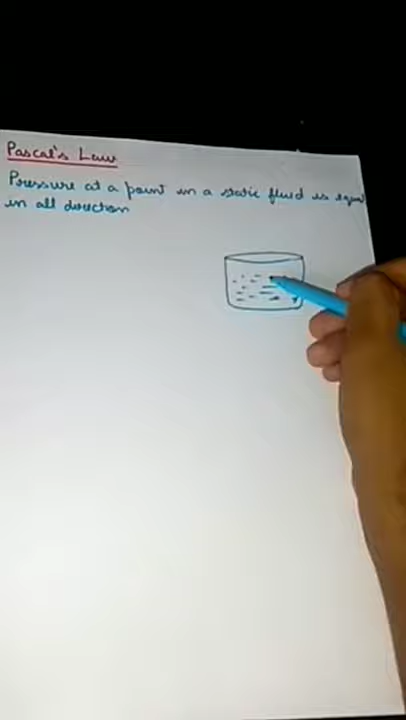 Pascal's Law
Pressure at a point in a static fluid is equal
in all direction